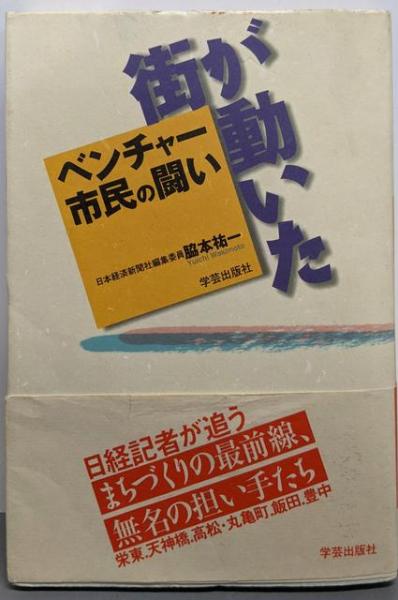 街が動いた
ベンチャー
市民の闘い
日本経済新聞社編集委員 脇本祐一
Yuichi Wakimoto
学芸出版社
日経記者が追う
まちづくりの最前線、
無名の担い手たち
栄東.天神橋.高松・丸亀町.飯田.豊中
学芸出版社